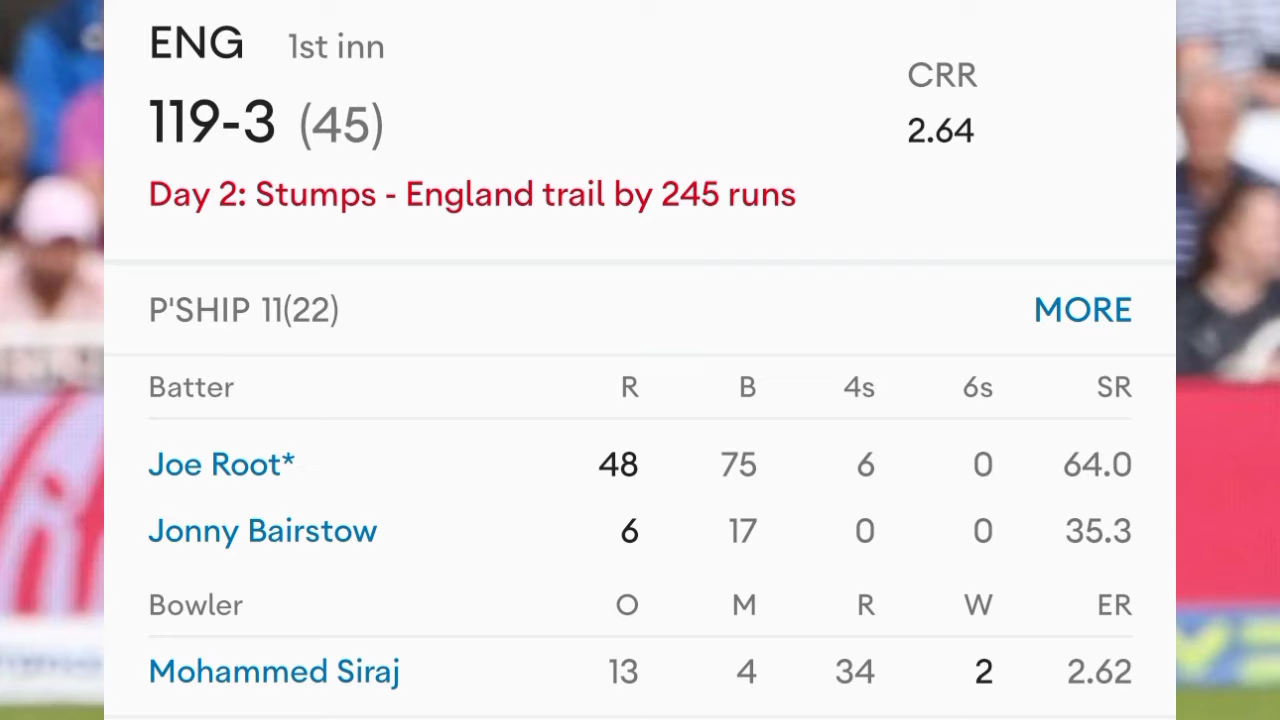 ENG 1st inn
CRR
119-3 (45)
2.64
Day 2: Stumps - England trail by 245 runs
P'SHIP 11(22) MORE
Batter R B 4s 6s SR
Joe Root* 48 75 6 0 64.0
Jonny Bairstow 6 17 0 0 35.3
Bowler O M R W ER
Mohammed Siraj 13 4 34 2 2.62